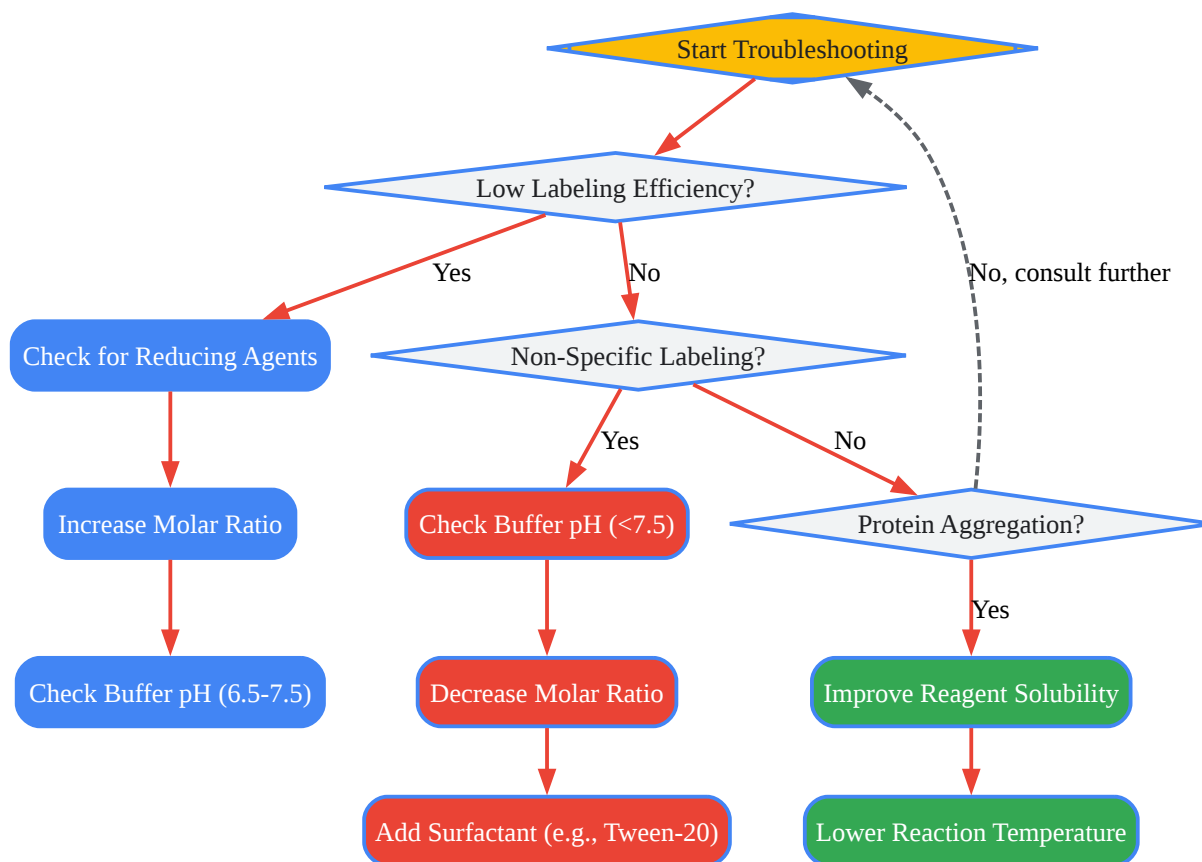 Start Troubleshooting
Low Labeling Efficiency?
Yes
No
No, consult further
Check for Reducing Agents
Non-Specific Labeling?
Yes
No
Increase Molar Ratio
Check Buffer pH (<7.5)
Protein Aggregation?
Yes
Check Buffer pH (6.5-7.5)
Decrease Molar Ratio
Improve Reagent Solubility
Add Surfactant (e.g., Tween-20)
Lower Reaction Temperature